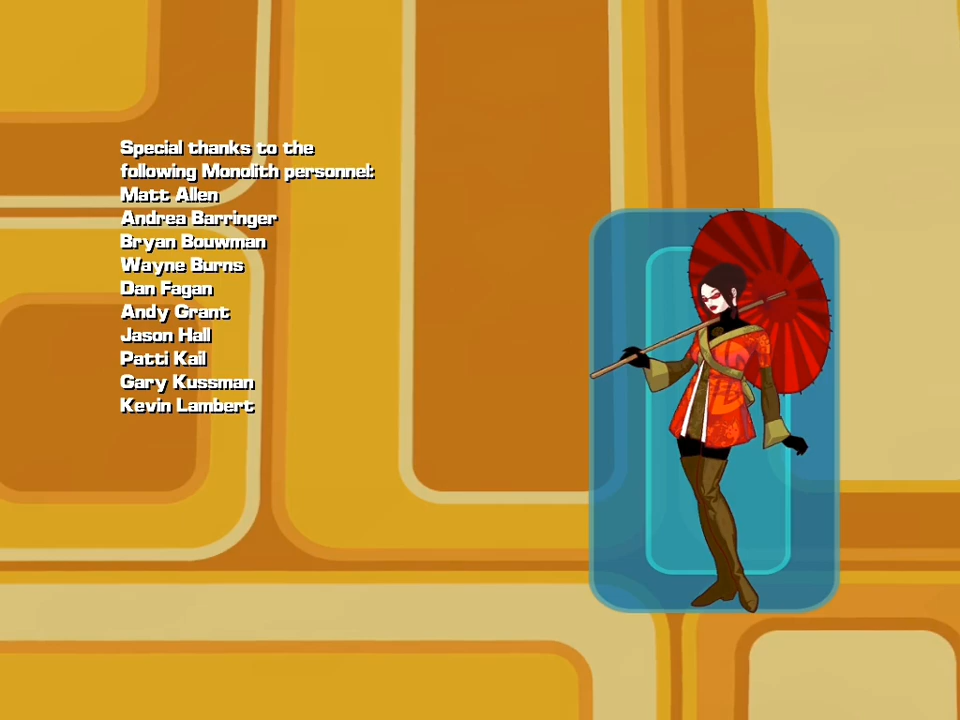 Special thanks to the
following Monolith personnel:
Matt Allen
Andrea Barringer
Bryan Bouwman
Wayne Burns
Dan Fagan
Andy Grant
Jason Hall
Patti Kail
Gary Kussman
Kevin Lambert